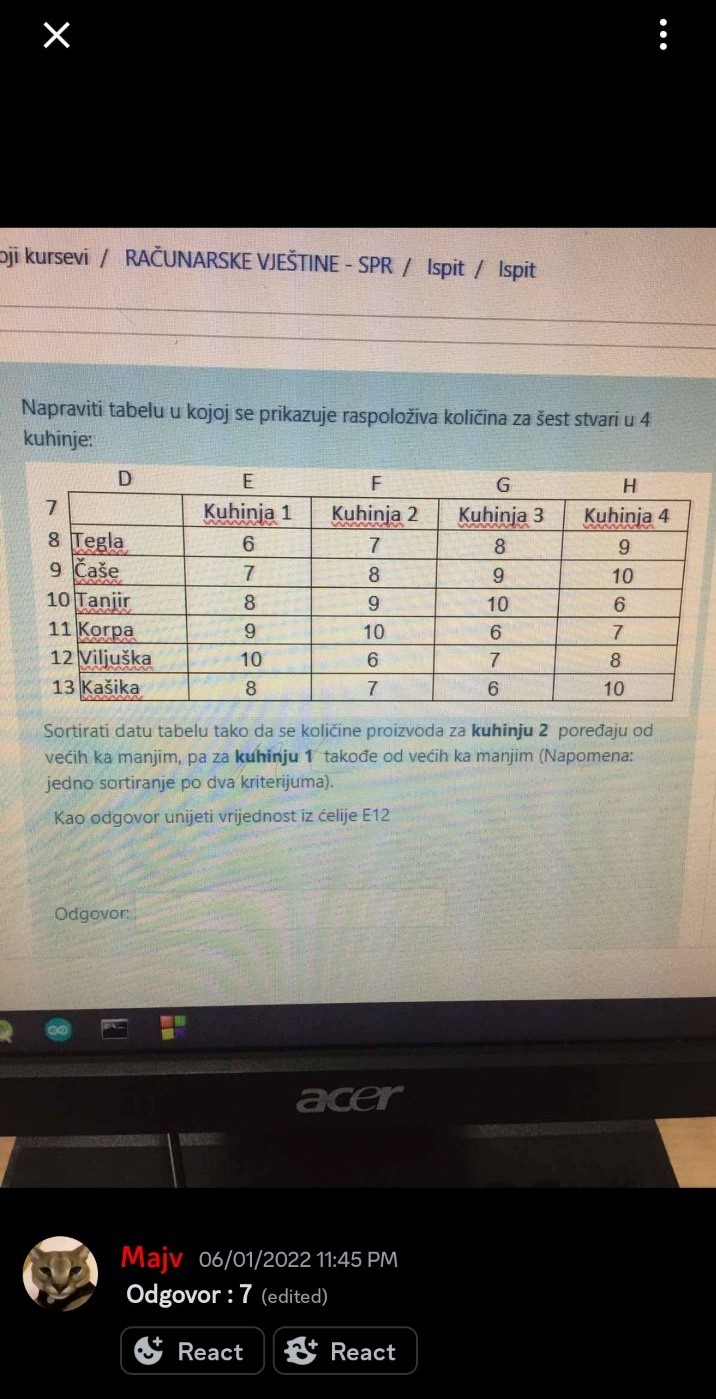 oji kursevi / RAČUNARSKE VJEŠTINE - SPR / Ispit / Ispit
Napraviti tabelu u kojoj se prikazuje raspoloživa količina za šest stvari u 4
kuhinje:
D E F G H
7 Kuhinja 1 Kuhinja 2 Kuhinja 3 Kuhinja 4
8 Tegla 6 7 8 9
9 Čaše 7 8 9 10
10 Tanjir 8 9 10 6
11 Korpa 9 10 6 7
12 Viljuška 10 6 7 8
13 Kašika 8 7 6 10
Sortirati datu tabelu tako da se količine proizvoda za kuhinju 2 poređaju od
većih ka manjim, pa za kuhinju 1 takođe od većih ka manjim (Napomena:
jedno sortiranje po dva kriterijuma).
Kao odgovor unijeti vrijednost iz ćelije E12
Odgovor:
acer
Majv 06/01/2022 11:45 PM
Odgovor : 7 (edited)
React React